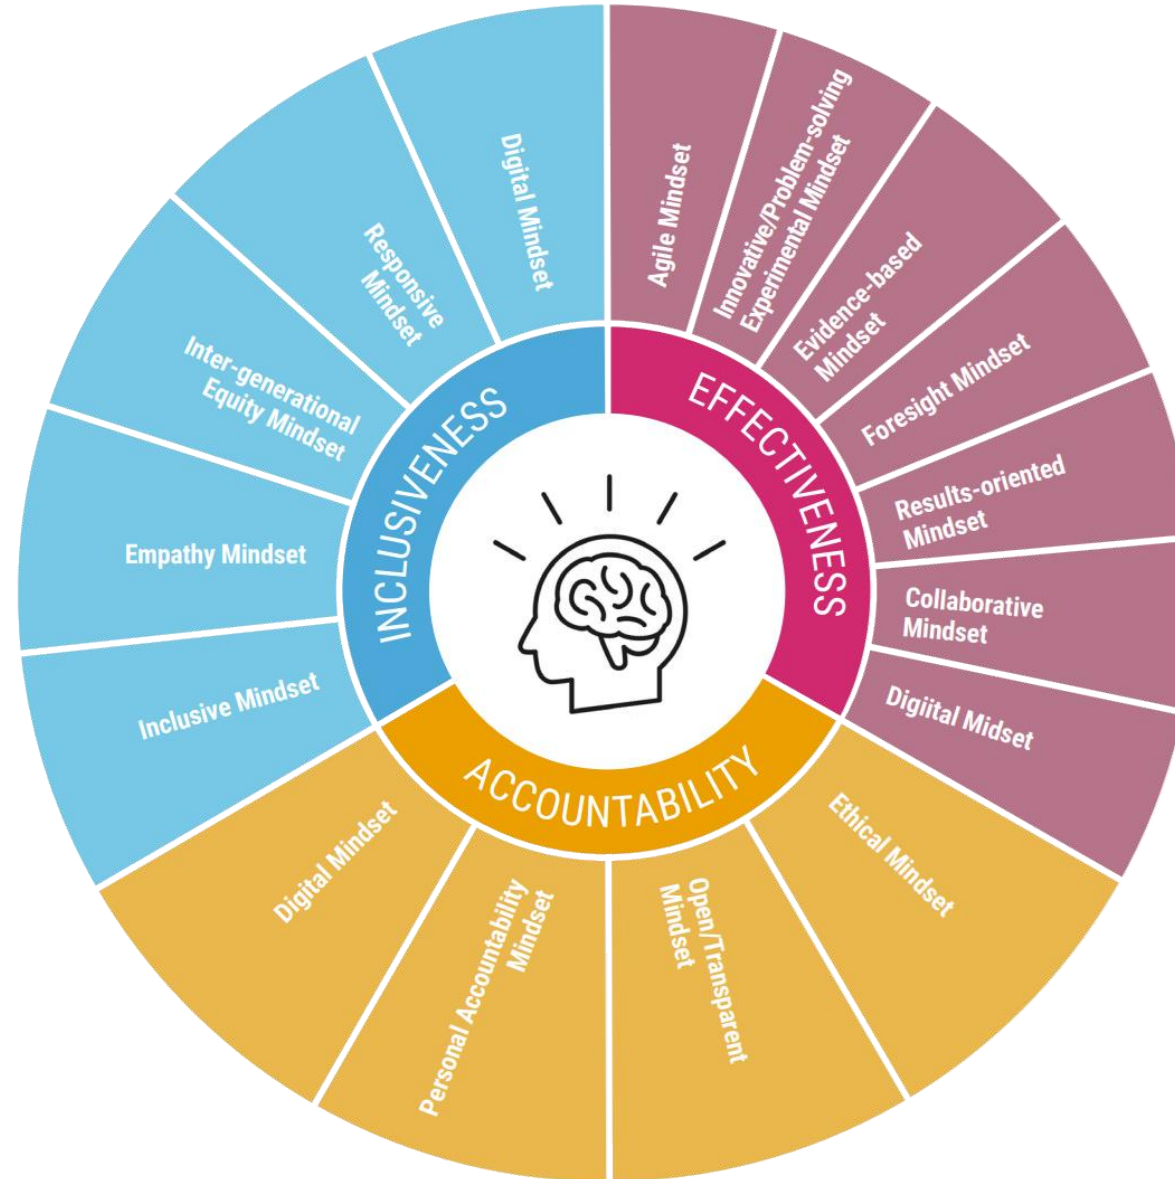 EFFECTIVENESS
Agile Mindset
Innovative/Problem-solving
Experimental Mindset
Evidence-based
Mindset
Foresight Mindset
Results-oriented
Mindset
Collaborative
Mindset
Digiital Midset
ACCOUNTABILITY
Ethical Mindset
Open/Transparent
Mindset
Personal Accountability
Mindset
Digital Mindset
INCLUSIVENESS
Inclusive Mindset
Empathy Mindset
Inter-generational
Equity Mindset
Responsive
Mindset
Digital Mindset